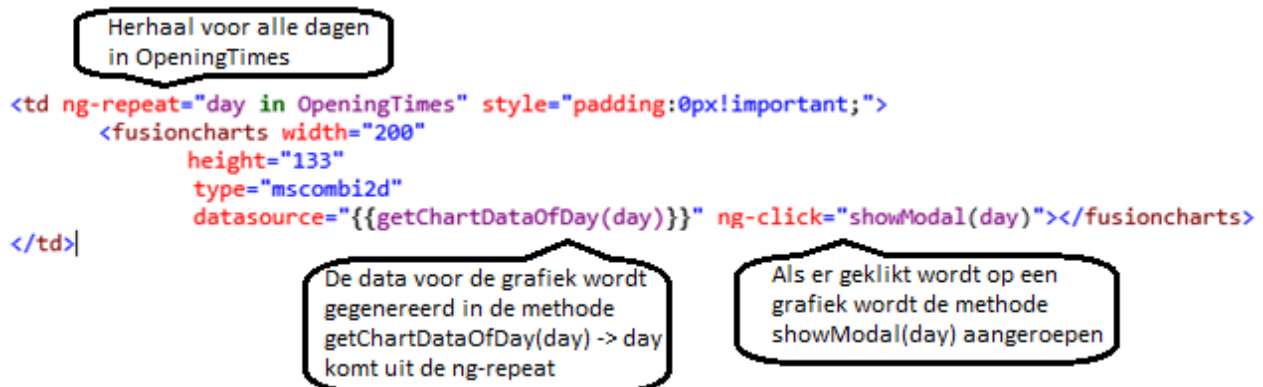 Herhaal voor alle dagen
in OpeningTimes
<td ng-repeat="day in OpeningTimes" style="padding:0px!important;">
<fusioncharts width="200"
height="133"
type="mscombi2d"
datasource="{{getChartDataOfDay(day)}}" ng-click="showModal(day)"></fusioncharts>
</td>
De data voor de grafiek wordt
gegenereerd in de methode
getChartDataOfDay(day) -> day
komt uit de ng-repeat
Als er geklikt wordt op een
grafiek wordt de methode
showModal(day) aangeroepen